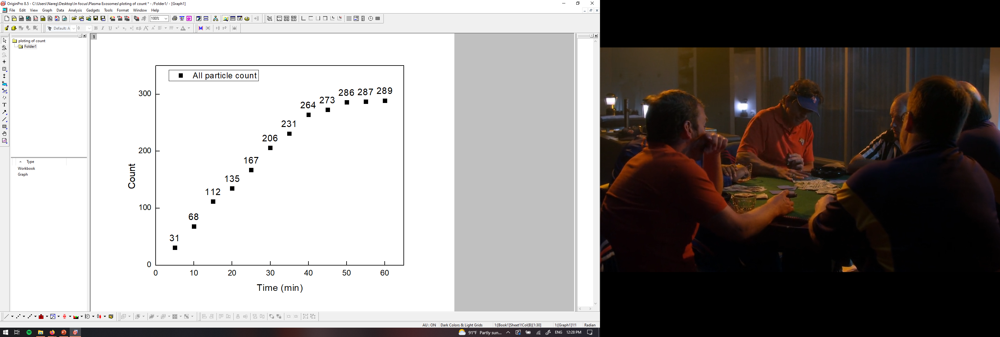 OriginPro 8.5 - C:\Users\Nareg\Desktop\In focus\Plasma Exosomes\ploting of count * - /Folder1/ - [Graph1]
File Edit View Graph Data Analysis Gadgets Tools Format Window Help
100%
Default: A 0
1
ploting of count
Folder1
Type
Workbook
Graph
All particle count
300
200
100
0
Count
31
68
112
135
167
206
231
264
273
286
287
289
0 10 20 30 40 50 60
Time (min)
AU : ON Dark Colors & Light Grids 1:[Book1]Sheet1!Col(B)[1:30] 1:[Graph1]1!1 Radian
91°F Partly sun... ENG 12:28 PM